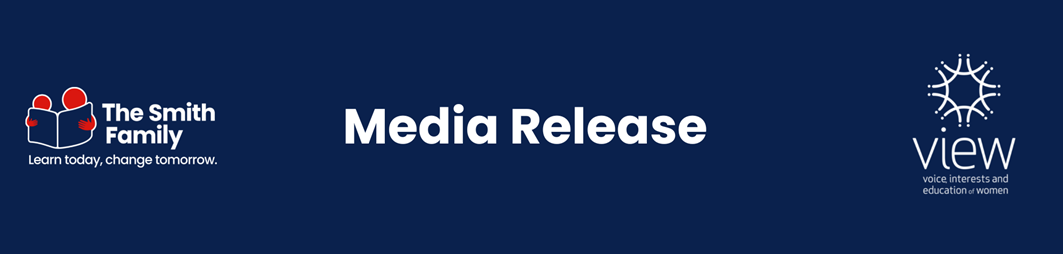 The Smith
Family
Learn today, change tomorrow.
Media Release
view
voice, interests and
education of women